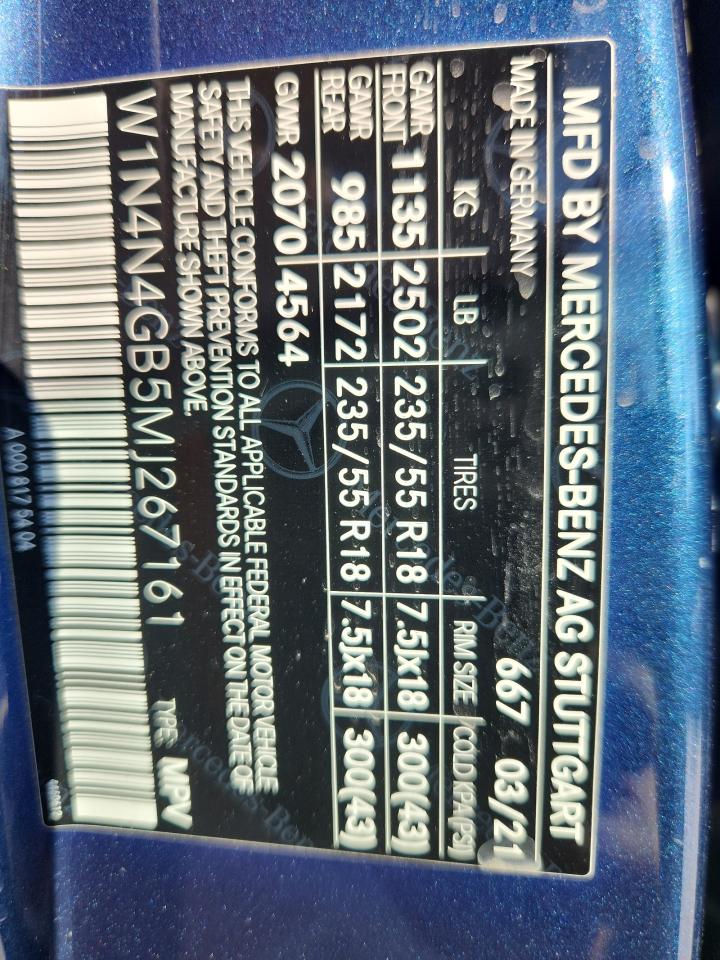 MFD BY MERCEDES-BENZ AG STUTTGART
MADE IN GERMANY 667 03/21
KG LB TIRES RIM SIZE COLD KPA(PSI)
GAWR FRONT 1135 2502 235/55 R18 7.5Jx18 300(43)
GAWR REAR 985 2172 235/55 R18 7.5Jx18 300(43)
GVWR 2070 4564
THIS VEHICLE CONFORMS TO ALL APPLICABLE FEDERAL MOTOR VEHICLE
SAFETY AND THEFT PREVENTION STANDARDS IN EFFECT ON THE DATE OF
MANUFACTURE SHOWN ABOVE.
W1N4N4GB5MJ267161 TYPE: MPV
A 000 817 94 04